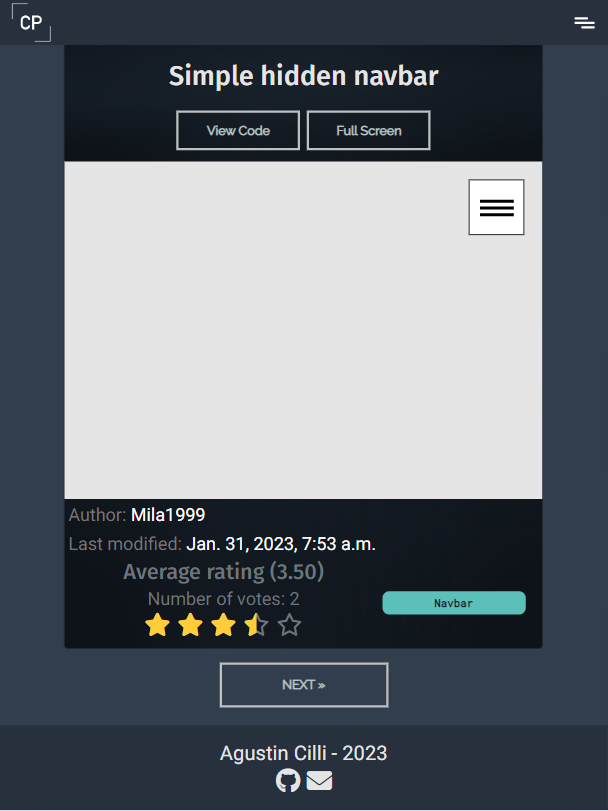 CP
Simple hidden navbar
View Code
Full Screen
Author: Mila1999
Last modified: Jan. 31, 2023, 7:53 a.m.
Average rating (3.50)
Number of votes: 2
Navbar
NEXT »
Agustin Cilli - 2023